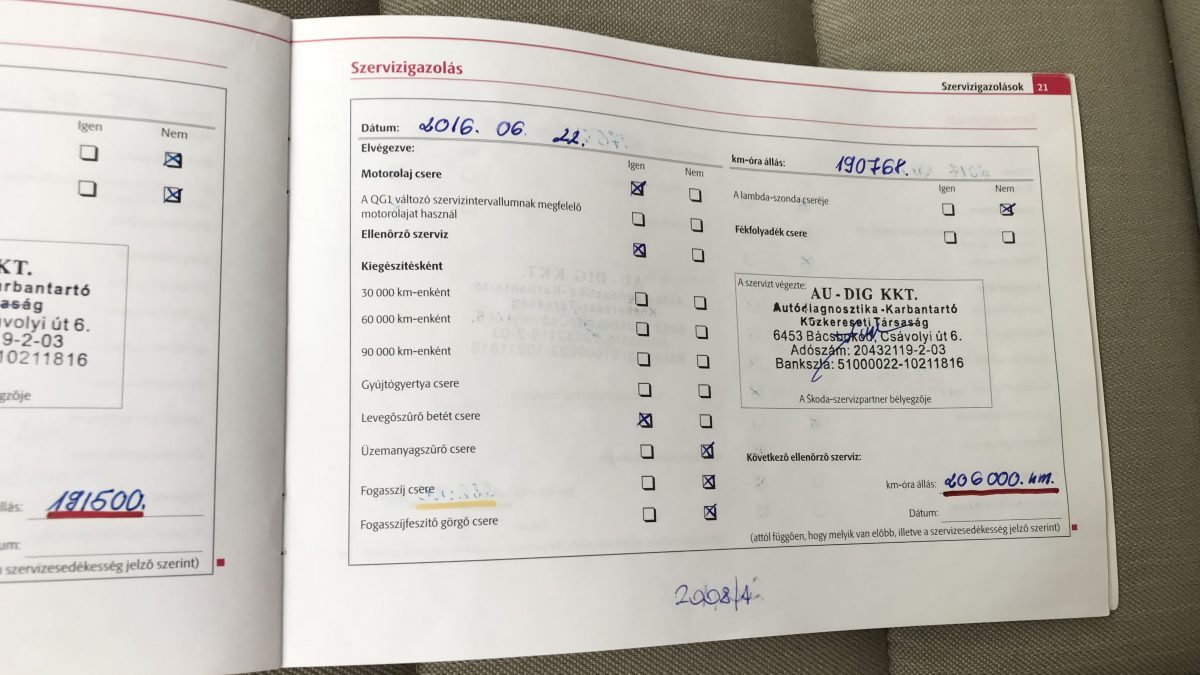 Igen Nem
KKT.
arbantartó
saság
ávolyi út 6.
9-2-03
-10211816
gzője
állás: 191500.
um:
a szervizesedékesség jelző szerint)
Szervizigazolás
Szervizigazolások 21
Dátum: 2016. 06. 22.
km-óra állás: 190768.
Elvégezve:
Igen Nem
Motorolaj csere
A QG1 változó szervizintervallumnak megfelelő
motorolajat használ
Ellenőrző szerviz
Kiegészítésként
30 000 km-enként
60 000 km-enként
90 000 km-enként
Gyújtógyertya csere
Levegőszűrő betét csere
Üzemanyagszűrő csere
Fogasszíj csere
Fogasszíjfeszítő görgő csere
Igen Nem
A lambda-szonda cseréje
Fékfolyadék csere
A szervizt végezte:
AU - DIG KKT.
Autódiagnosztika -Karbantartó
Közkereseti Társaság
6453 Bácsbokod, Csávolyi út 6.
Adószám: 20432119-2-03
Bankszla: 51000022-10211816
A Škoda-szervizpartner bélyegzője
Következő ellenőrző szerviz:
km-óra állás: 206000. km.
Dátum:
(attól függően, hogy melyik van előbb, illetve a szervizesedékesség jelző szerint)
2008/4